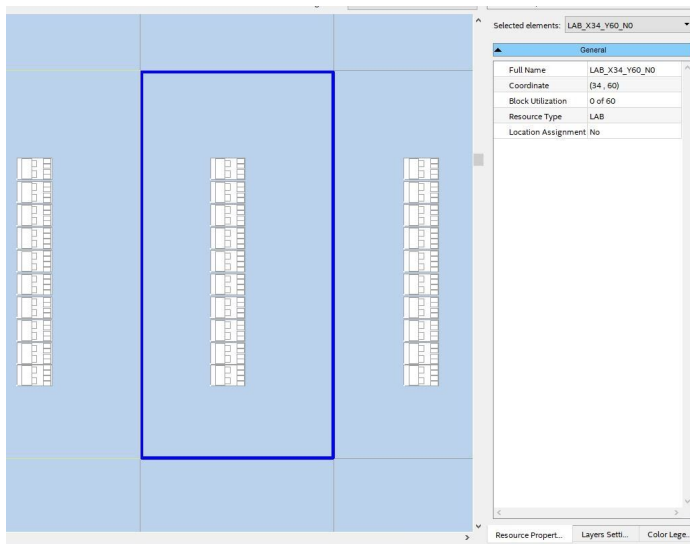 Selected elements: LAB_X34_Y60_N0
General
Full Name LAB_X34_Y60_N0
Coordinate (34 , 60)
Block Utilization 0 of 60
Resource Type LAB
Location Assignment No
Resource Propert... Layers Setti... Color Lege...